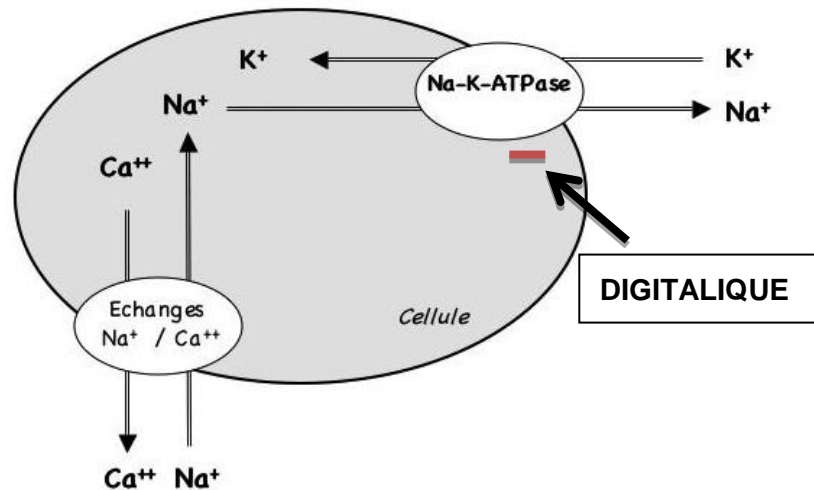 K⁺ K⁺
Na-K-ATPase
Na⁺ Na⁺
Ca⁺⁺
DIGITALIQUE
Echanges
Na⁺ / Ca⁺⁺
Cellule
Ca⁺⁺ Na⁺